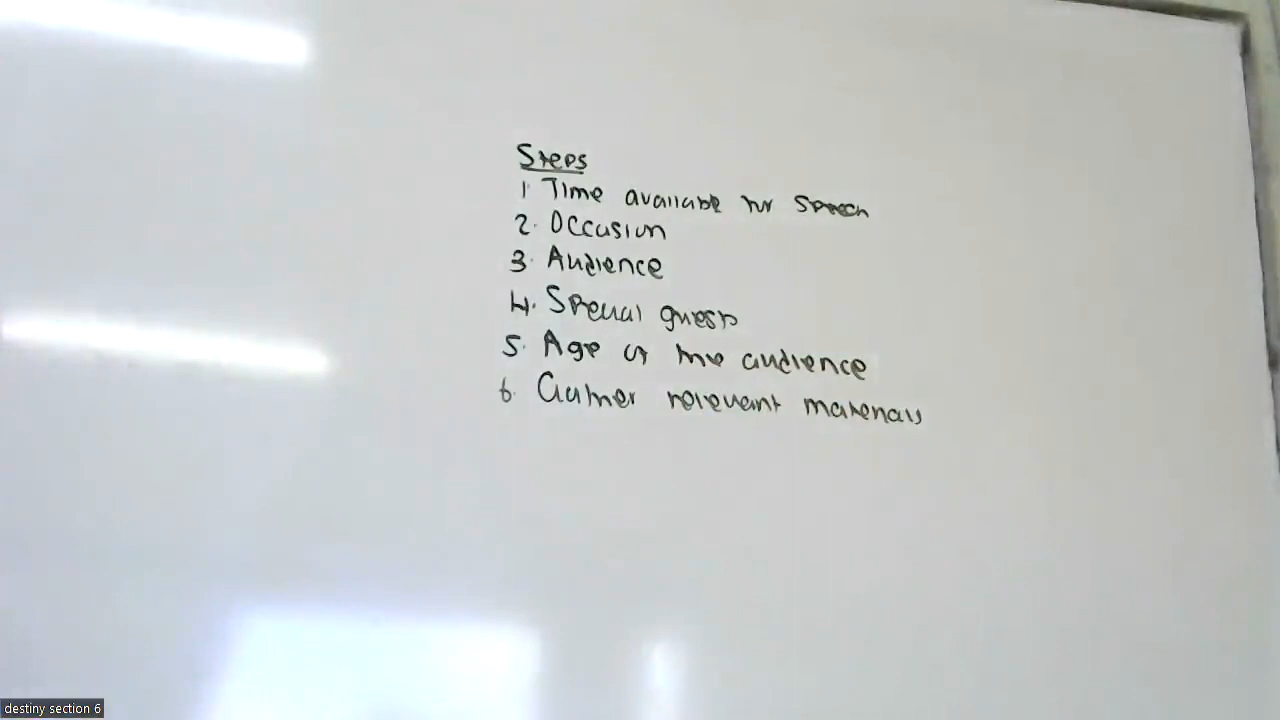 Steps
1. Time available for speech
2. Occasion
3. Audience
4. Special guests
5. Age of the audience
6. Gather relevant materials
destiny section 6